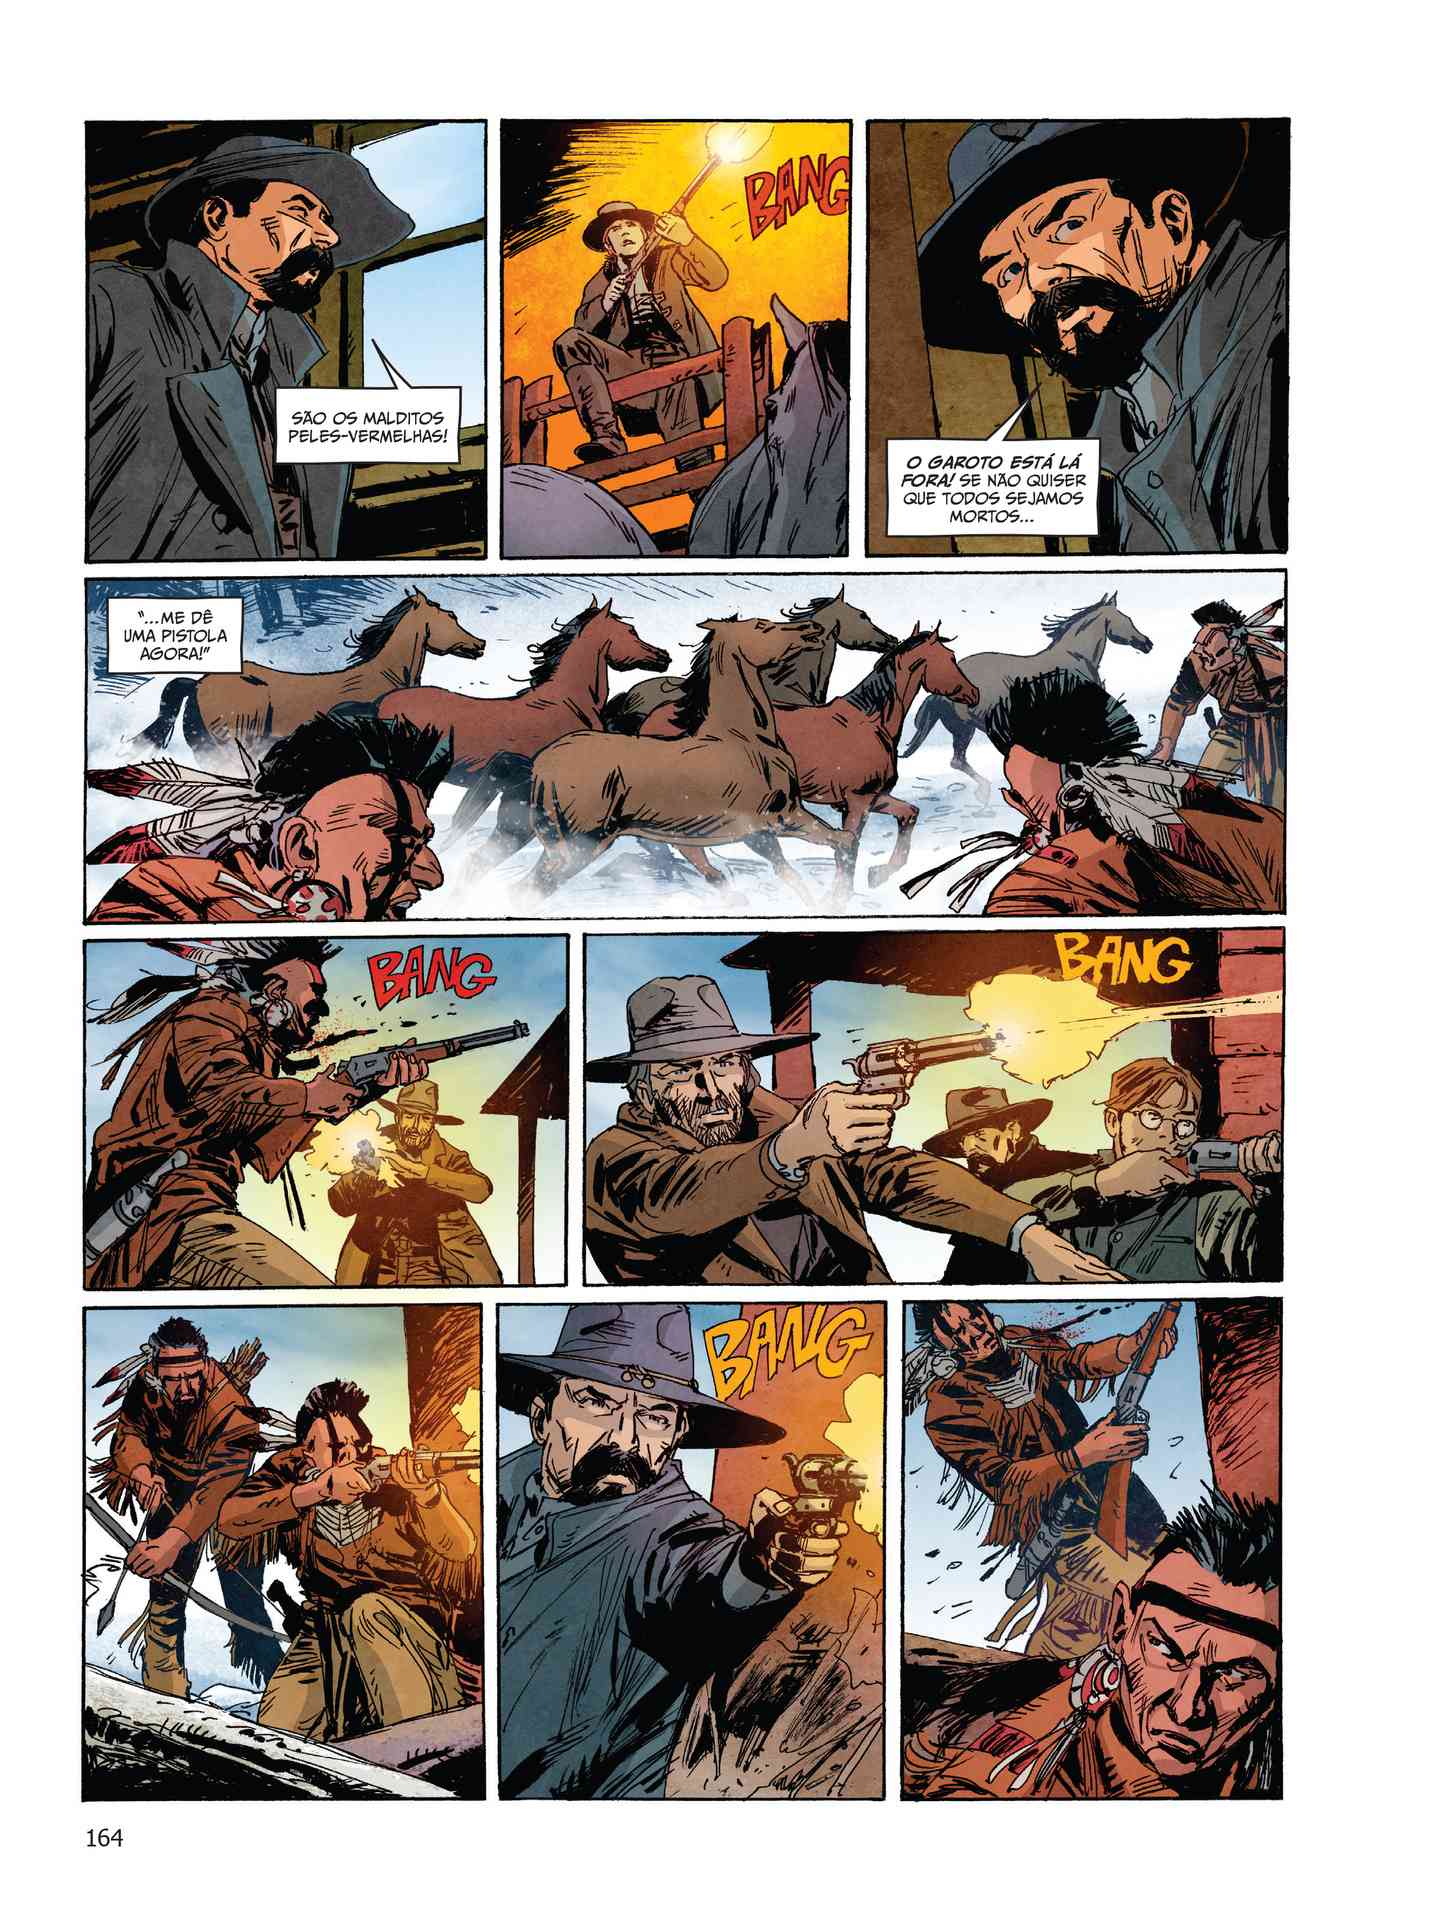 SÃO OS MALDITOS
PELES-VERMELHAS!
BANG
O GAROTO ESTÁ LÁ
FORA! SE NÃO QUISER
QUE TODOS SEJAMOS
MORTOS...
"...ME DÊ
UMA PISTOLA
AGORA!"
BANG
BANG
BANG
164